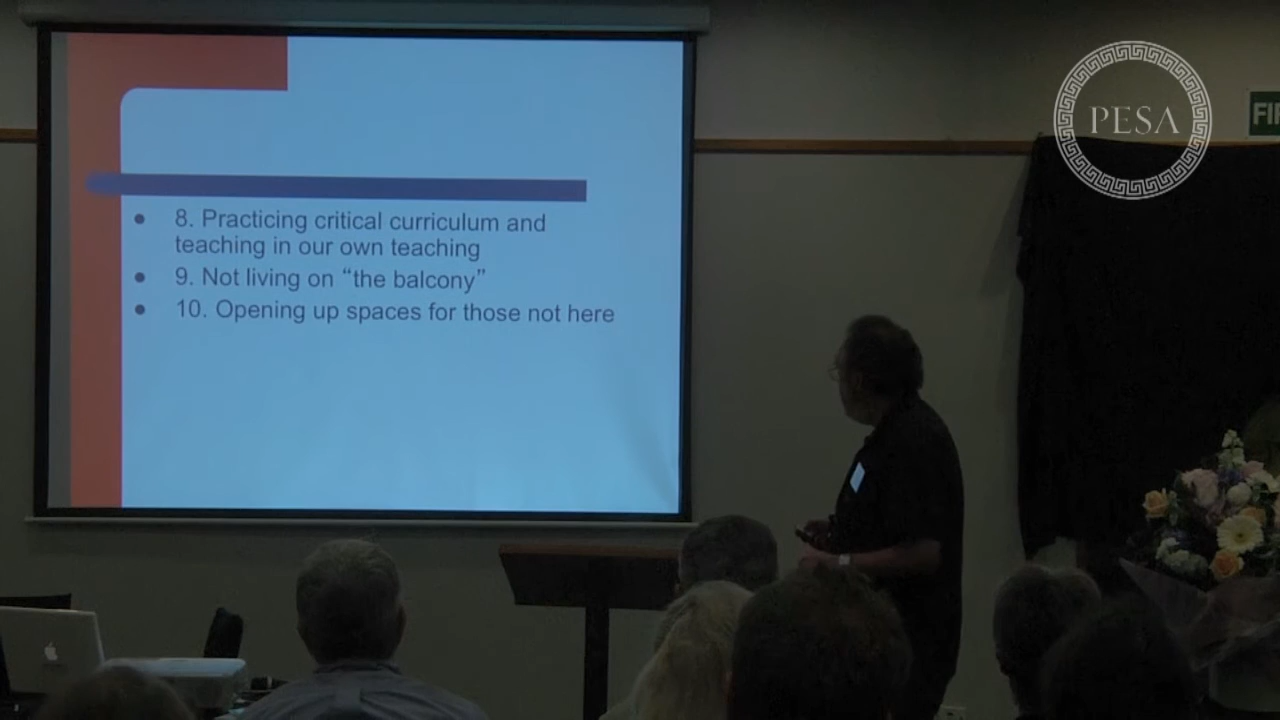 PESA
FI
• 8. Practicing critical curriculum and
teaching in our own teaching
• 9. Not living on “the balcony”
• 10. Opening up spaces for those not here